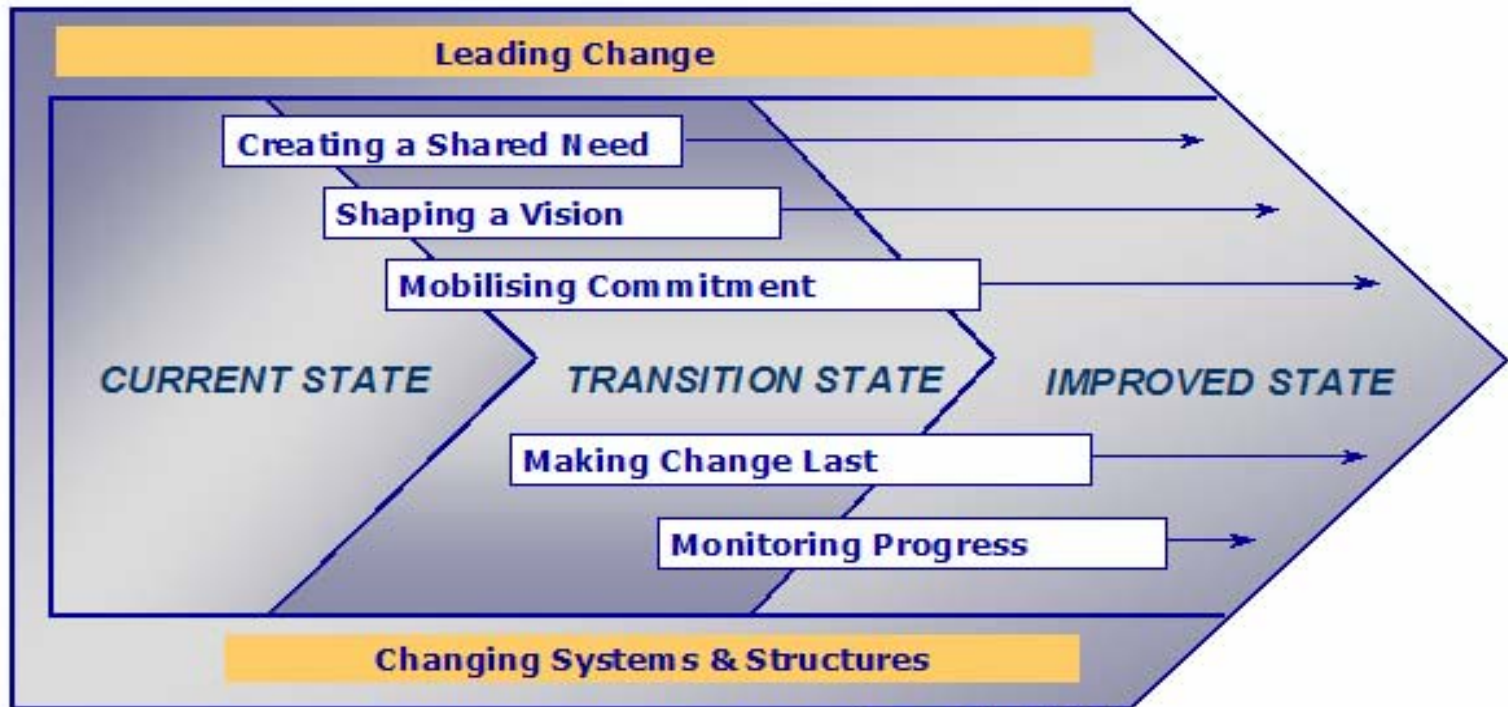 Leading Change
Creating a Shared Need
Shaping a Vision
Mobilising Commitment
CURRENT STATE
TRANSITION STATE
IMPROVED STATE
Making Change Last
Monitoring Progress
Changing Systems & Structures